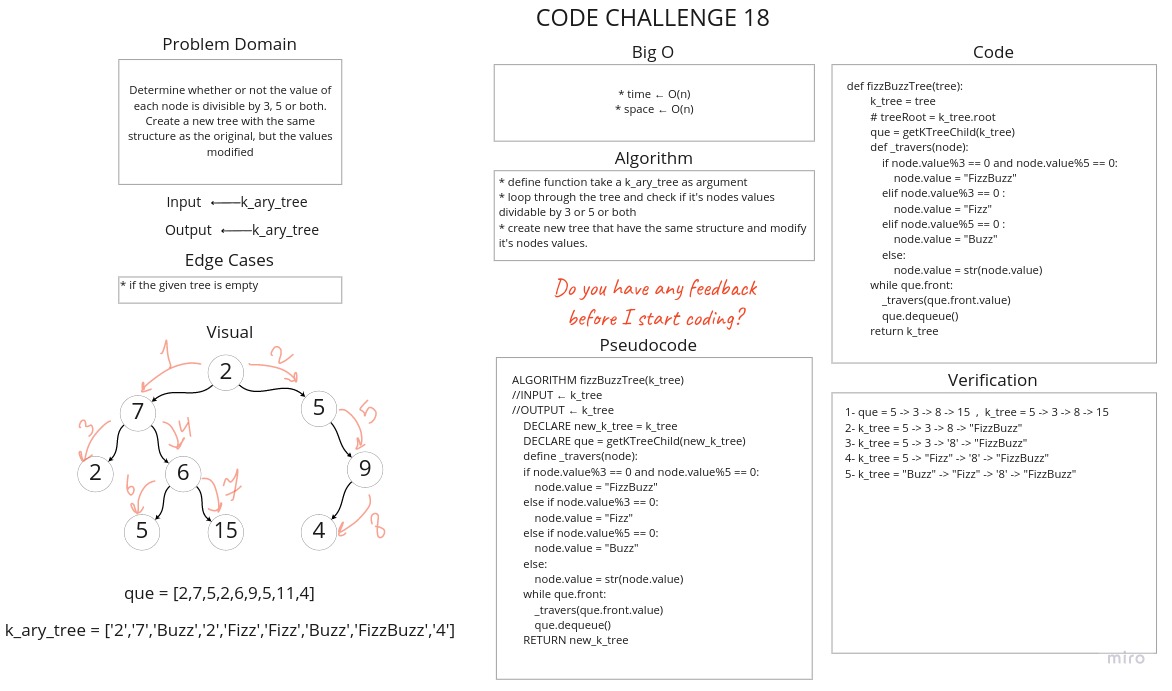 CODE CHALLENGE 18
Problem Domain
Determine whether or not the value of
each node is divisible by 3, 5 or both.
Create a new tree with the same
structure as the original, but the values
modified
Input ←── k_ary_tree
Output ←── k_ary_tree
Edge Cases
* if the given tree is empty
Visual
1
2
2
7
5
3
4
5
2
6
9
6
7
5
15
4
8
que = [2,7,5,2,6,9,5,11,4]
k_ary_tree = ['2','7','Buzz','2','Fizz','Fizz','Buzz','FizzBuzz','4']
Big O
* time ← O(n)
* space ← O(n)
Algorithm
* define function take a k_ary_tree as argument
* loop through the tree and check if it's nodes values
dividable by 3 or 5 or both
* create new tree that have the same structure and modify
it's nodes values.
Do you have any feedback
before I start coding?
Pseudocode
ALGORITHM fizzBuzzTree(k_tree)
//INPUT ← k_tree
//OUTPUT ← k_tree
DECLARE new_k_tree = k_tree
DECLARE que = getKTreeChild(new_k_tree)
define _travers(node):
if node.value%3 == 0 and node.value%5 == 0:
node.value = "FizzBuzz"
else if node.value%3 == 0:
node.value = "Fizz"
else if node.value%5 == 0:
node.value = "Buzz"
else:
node.value = str(node.value)
while que.front:
_travers(que.front.value)
que.dequeue()
RETURN new_k_tree
Code
def fizzBuzzTree(tree):
k_tree = tree
# treeRoot = k_tree.root
que = getKTreeChild(k_tree)
def _travers(node):
if node.value%3 == 0 and node.value%5 == 0:
node.value = "FizzBuzz"
elif node.value%3 == 0 :
node.value = "Fizz"
elif node.value%5 == 0 :
node.value = "Buzz"
else:
node.value = str(node.value)
while que.front:
_travers(que.front.value)
que.dequeue()
return k_tree
Verification
1- que = 5 -> 3 -> 8 -> 15 , k_tree = 5 -> 3 -> 8 -> 15
2- k_tree = 5 -> 3 -> 8 -> "FizzBuzz"
3- k_tree = 5 -> 3 -> '8' -> "FizzBuzz"
4- k_tree = 5 -> "Fizz" -> '8' -> "FizzBuzz"
5- k_tree = "Buzz" -> "Fizz" -> '8' -> "FizzBuzz"
miro